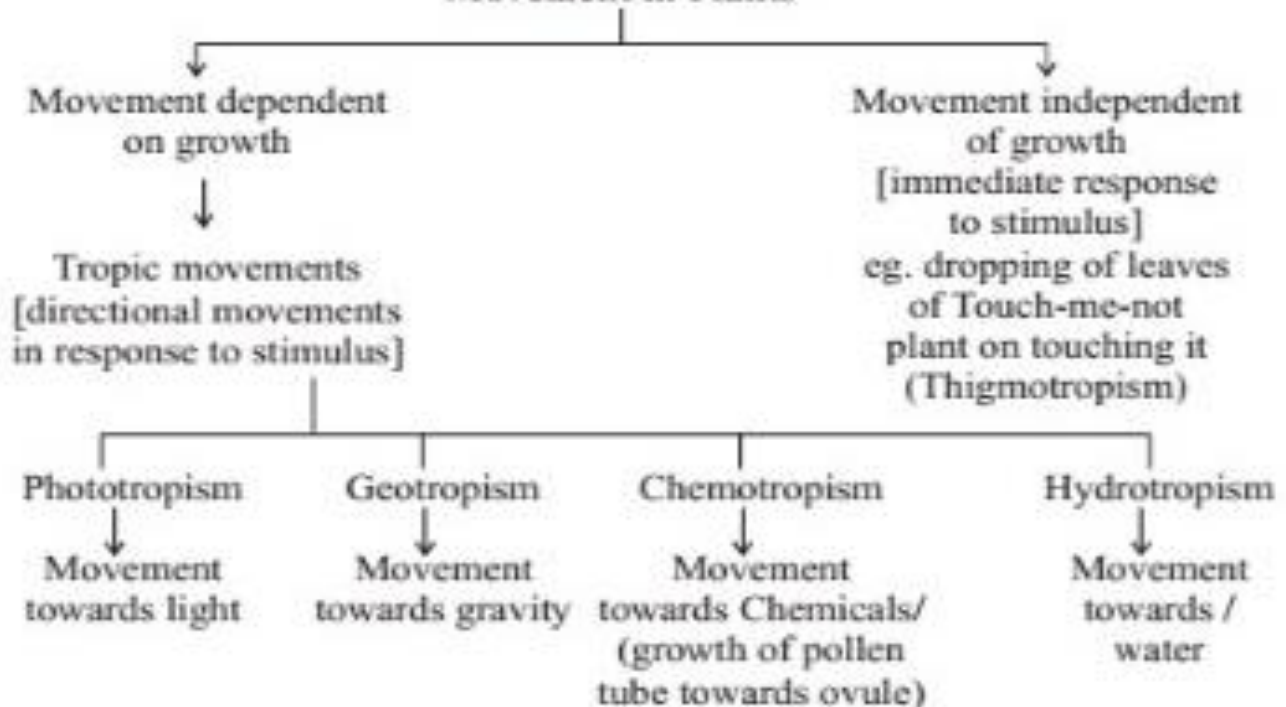 Movement dependent
on growth
Tropic movements
[directional movements
in response to stimulus]
Movement independent
of growth
[immediate response
to stimulus]
eg. dropping of leaves
of Touch-me-not
plant on touching it
(Thigmotropism)
Phototropism
Movement
towards light
Geotropism
Movement
towards gravity
Chemotropism
Movement
towards Chemicals/
(growth of pollen
tube towards ovule)
Hydrotropism
Movement
towards /
water